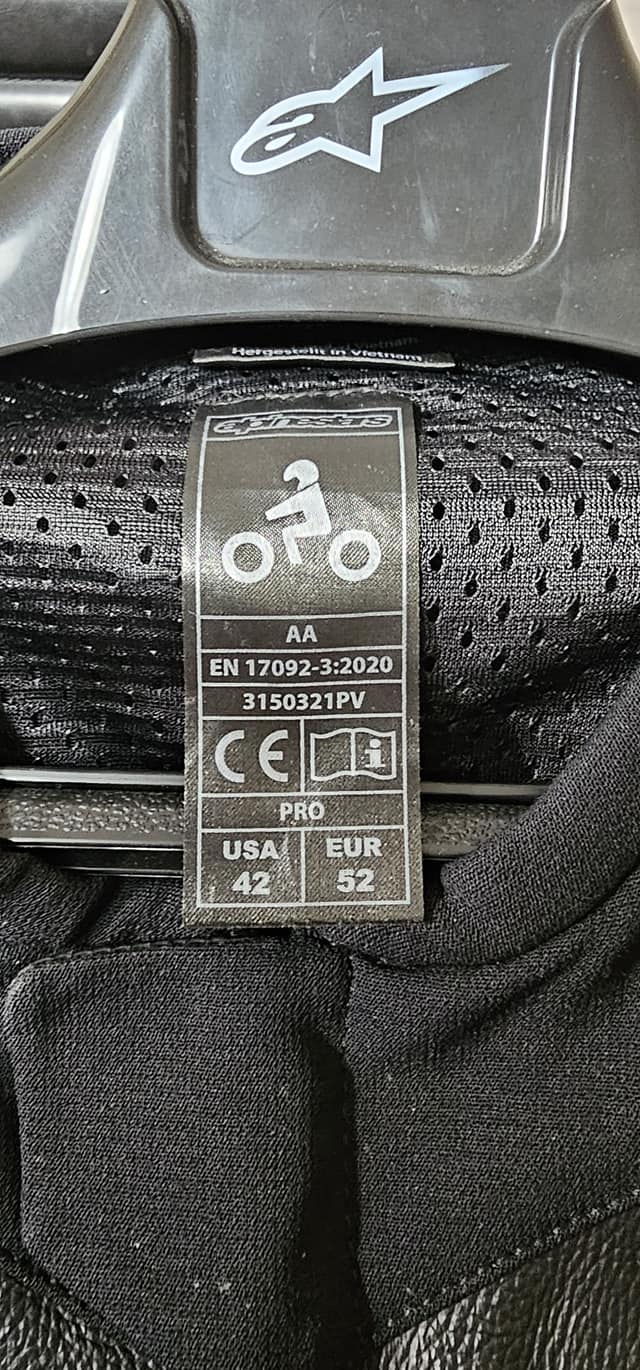 Hergestellt in Vietnam
alpinestars
AA
EN 17092-3:2020
3150321PV
CE
i
PRO
USA
42
EUR
52